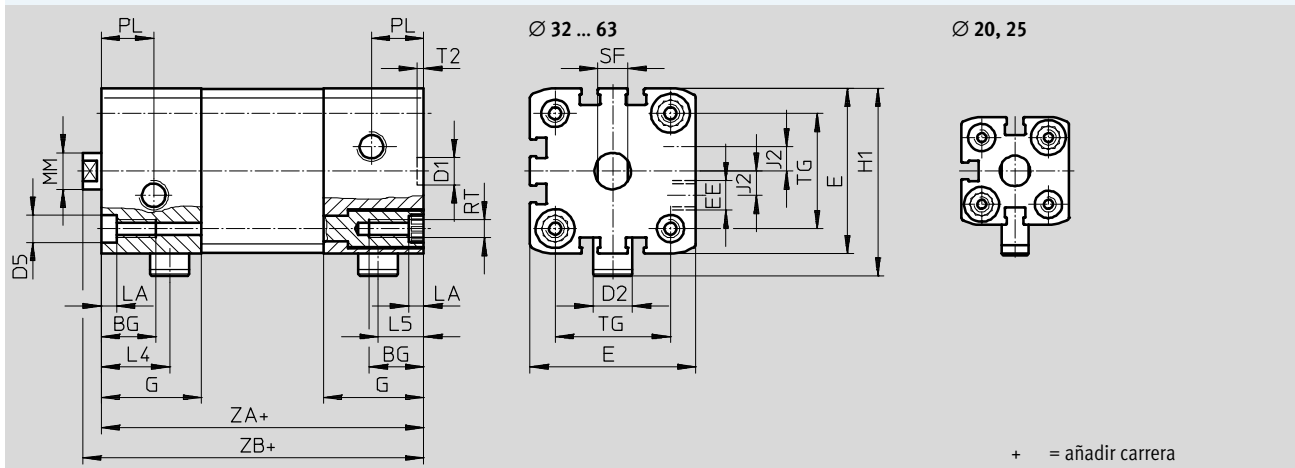 PL
PL
Ø 32 ... 63
Ø 20, 25
T2
SF
MM
D1
RT
J2
J2
TG
E
H1
EE
D5
LA
LA
D2
BG
L5
TG
L4
BG
E
G
G
ZA+
ZB+
+ = añadir carrera